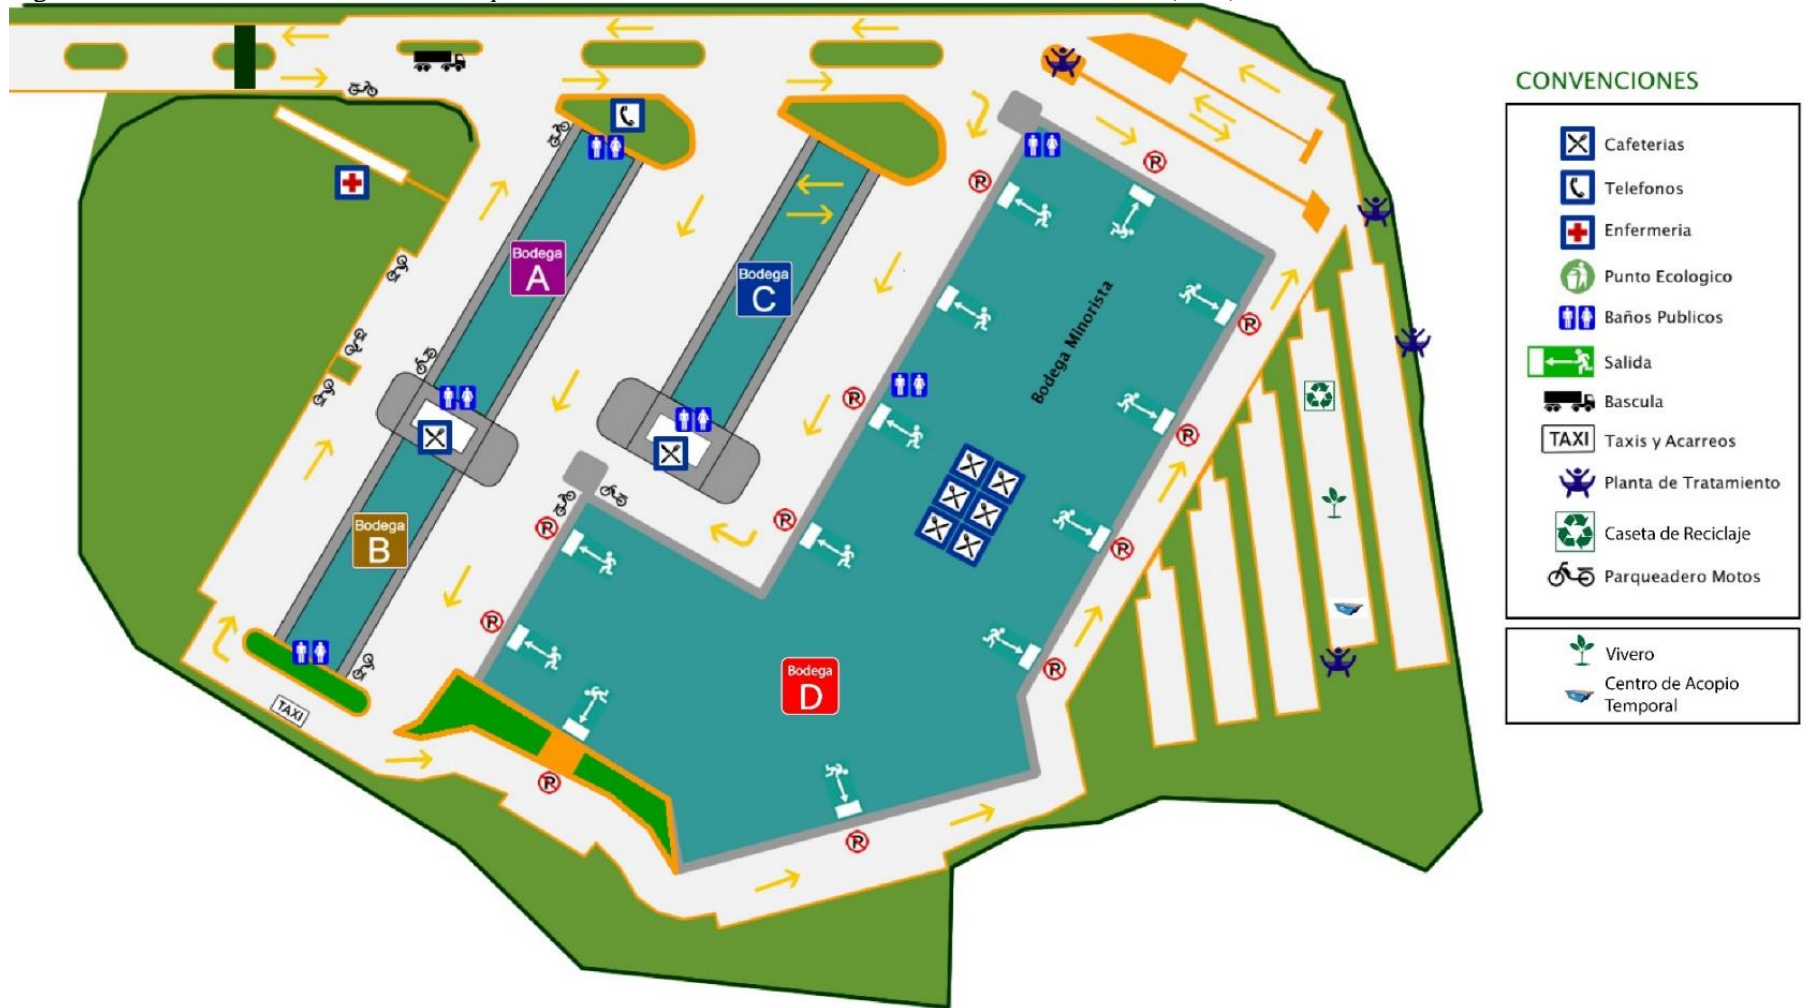 Bodega
A
Bodega
C
Bodega Minorista
Bodega
B
Bodega
D
TAXI
CONVENCIONES
Cafeterias
Telefonos
Enfermeria
Punto Ecologico
Baños Publicos
Salida
Bascula
TAXI Taxis y Acarreos
Planta de Tratamiento
Caseta de Reciclaje
Parqueadero Motos
Vivero
Centro de Acopio
Temporal